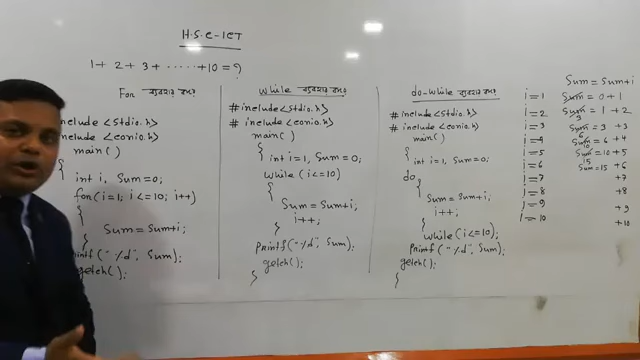 H.S.C-ICT
1+ 2+ 3+ ...... +10 = ?
For ব্যবহার করে
include <stdio.h>
include <conio.h>
main( )
{
int i, Sum=0;
for(i=1; i<=10; i++)
{
Sum=Sum+i;
}
rintf("%d", Sum);
getch();
While ব্যবহার করে
# include <stdio.h>
# include <conio.h>
main( )
{
int i=1, Sum=0;
While (i<=10)
{
Sum=Sum+i;
i++;
}
printf("%d", Sum);
getch();
}
do-While ব্যবহার করে
# include <stdio.h>
# include <conio.h>
main( )
{
int i=1, Sum=0;
do
{
Sum=Sum+i;
i++;
}
While (i<=10);
printf("%d", Sum);
getch();
}
i=1
i=2
i=3
i=4
i=5
i=6
i=7
i=8
i=9
i=10
Sum=Sum+i
Sum = 0+1
Sum = 1+2
Sum = 3+3
Sum = 6+4
Sum = 10+5
Sum = 15+6
+7
+8
+9
+10